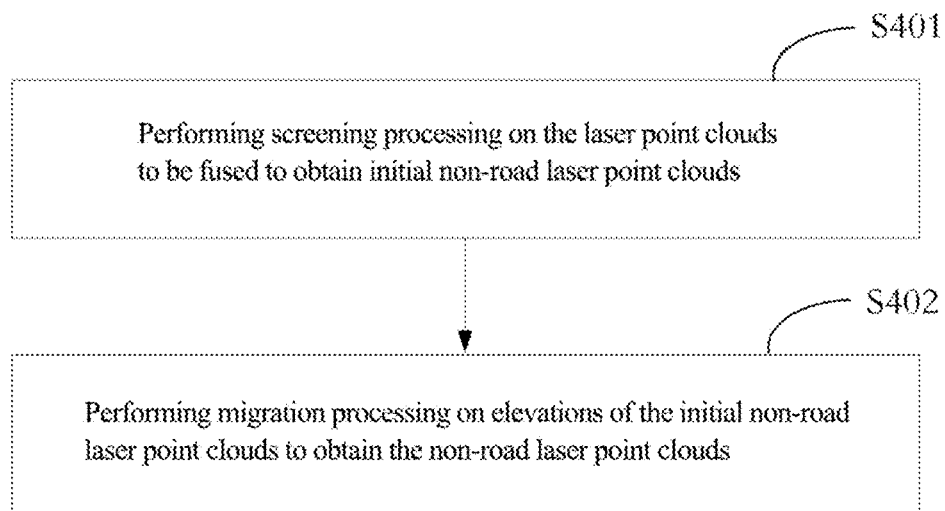 S401
Performing screening processing on the laser point clouds
to be fused to obtain initial non-road laser point clouds
S402
Performing migration processing on elevations of the initial non-road
laser point clouds to obtain the non-road laser point clouds